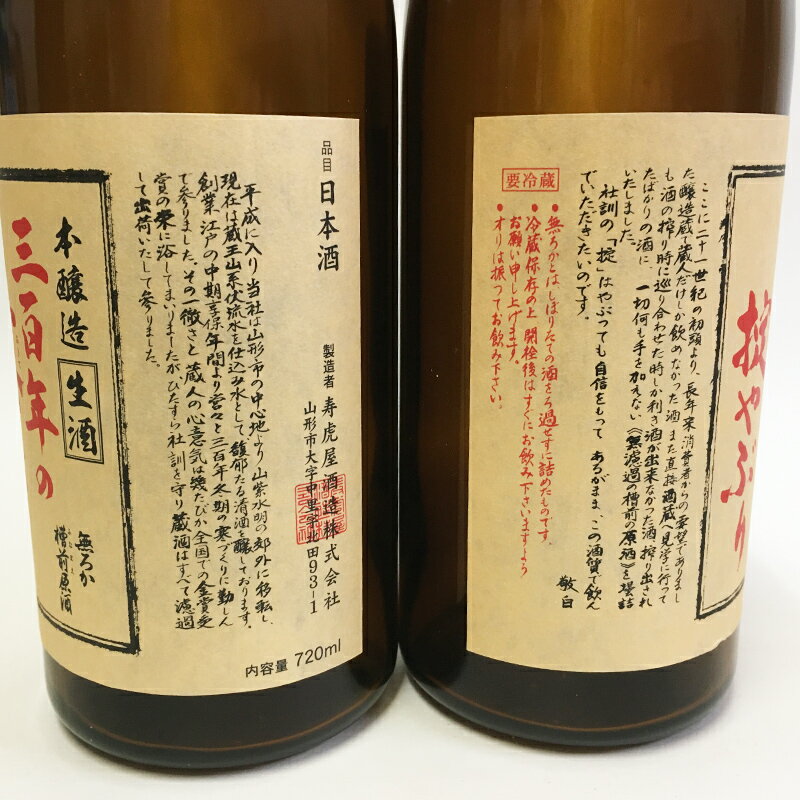 品目 日本酒
製造者 寿虎屋酒造株式会社
山形市大字中里字北田93-1
平成に入り、当社は山形市の中心地より、山紫水明の郊外に移転し、
現在は蔵王山系伏流水を仕込み水として、馥郁たる清酒を醸しております。
創業、江戸の中期享保年間より営々と三百年冬期の寒づくりに勤しん
で参りました。その一徹さと蔵人の心意気は幾たびか全国での金賞受
賞の栄に浴してまいりましたがひたすら社訓を守り蔵酒はすべて濾過
して出荷いたして参りました。
内容量 720ml
本醸造 生酒
三百年の
無ろか
槽前原酒
掟やぶり
ここに二十一世紀の初頭より、長年来消費者からの要望でありまし
た醸造蔵で蔵人だけしか飲めなかった酒 また直接酒蔵へ見学に行って
も酒の搾り時に巡り合わせた時しか利き酒が出来なかった酒 搾り出され
たばかりの酒に、一切何も手を加えない《無濾過の槽前の原酒》を壜詰
いたしました。
社訓の「掟」はやぶっても自信をもって、あるがまま、この酒質で飲ん
でいただきたいのです。
敬白
要冷蔵
●無ろかとは、しぼりたての酒をろ過せずに詰めたものです
●冷蔵保存の上 開栓後はすぐにお飲み下さいますよう
お願い申し上げます。
●オリは振ってお飲み下さい。